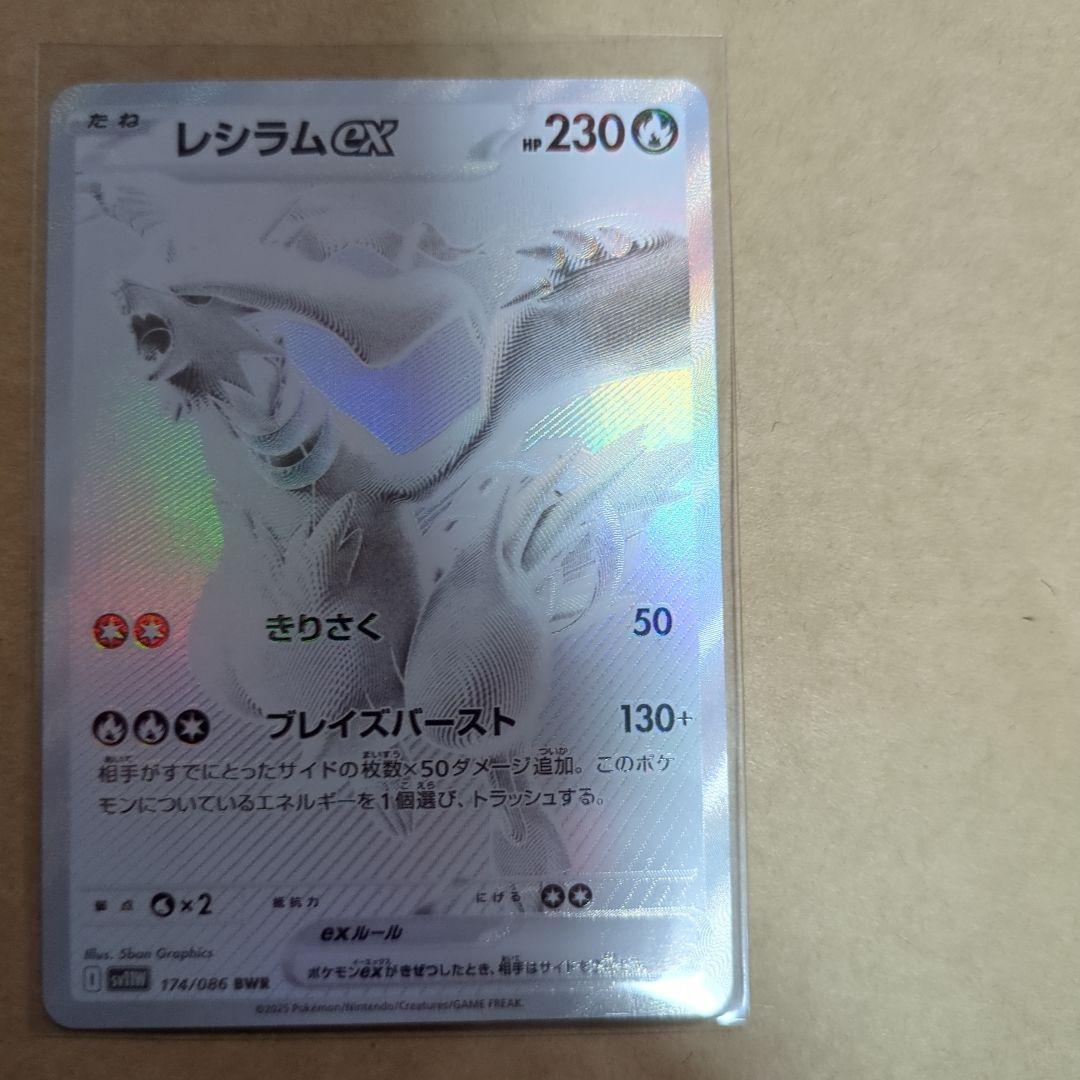 たね レシラムex HP 230
きりさく 50
ブレイズバースト 130+
相手がすでにとったサイドの枚数×50ダメージ追加。このポケ
モンについているエネルギーを1個選び、トラッシュする。
弱点 ×2 抵抗力 にげる
exルール
ポケモンexがきぜつしたとき、相手はサイドを
Illus. 5ban Graphics
I SV11W 174/086 BWR
©2025 Pokémon/Nintendo/Creatures/GAME FREAK.